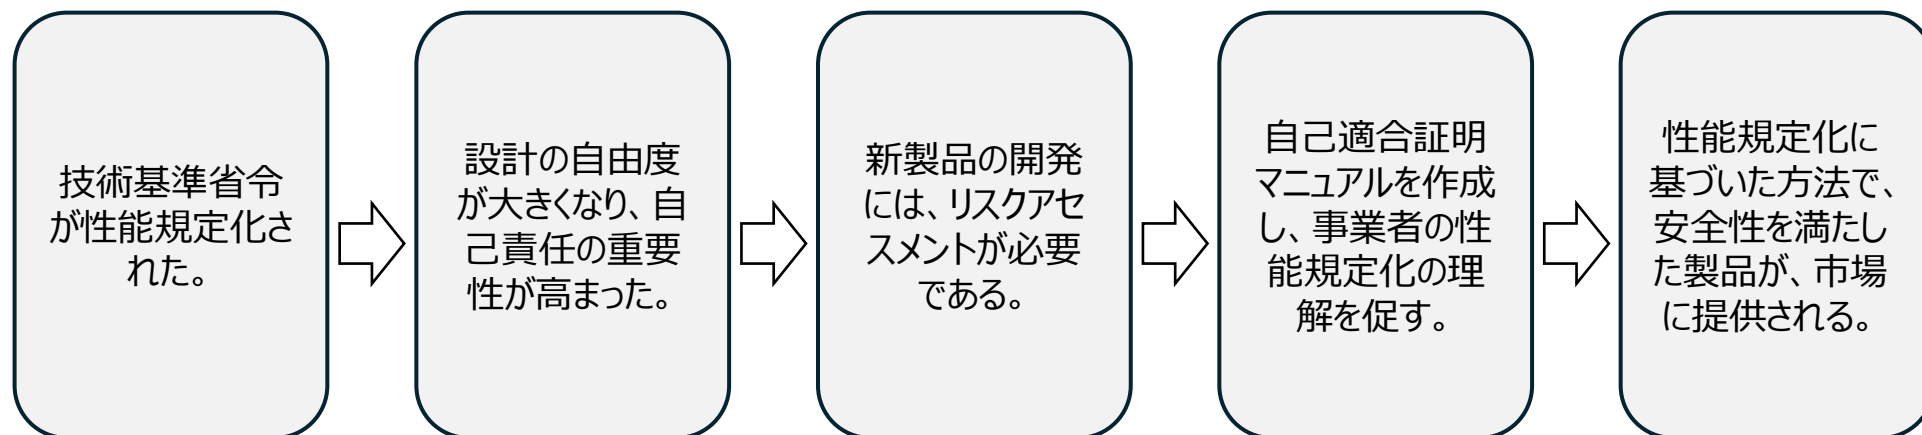 技術基準省令
が性能規定化さ
れた。
設計の自由度
が大きくなり、自
己責任の重要
性が高まった。
新製品の開発
には、リスクアセ
スメントが必要
である。
自己適合証明
マニュアルを作成
し、事業者の性
能規定化の理
解を促す。
性能規定化に
基づいた方法で、
安全性を満たし
た製品が、市場
に提供される。